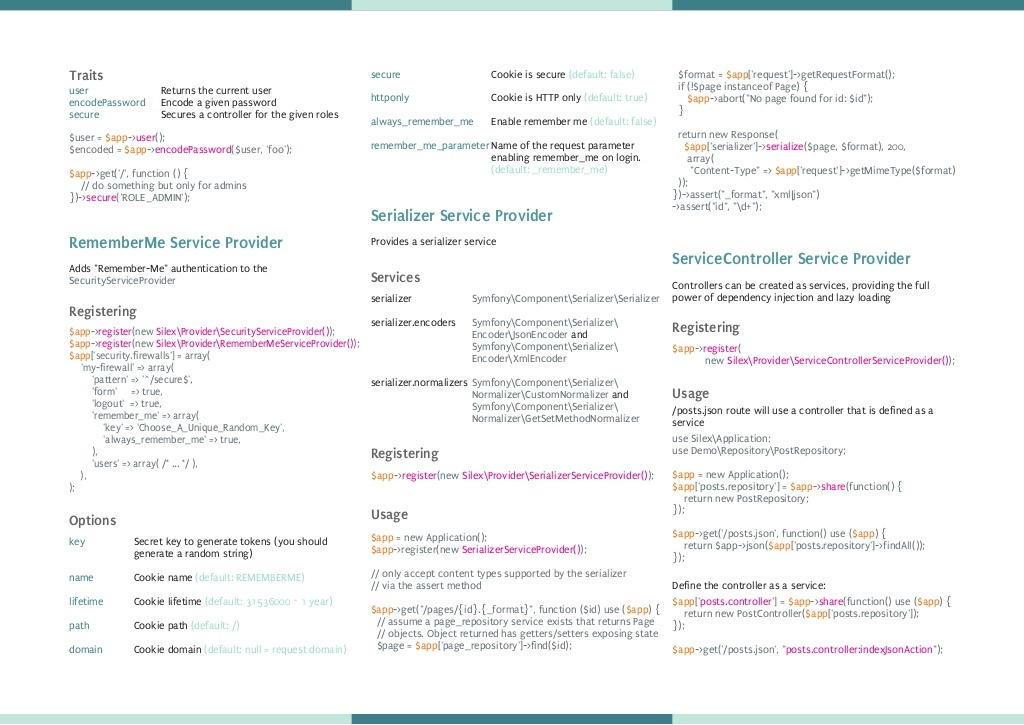 Traits
user Returns the current user
encodePassword Encode a given password
secure Secures a controller for the given roles
$user = $app->user();
$encoded = $app->encodePassword($user, 'foo');
$app->get('/', function () {
// do something but only for admins
})->secure('ROLE_ADMIN');
RememberMe Service Provider
Adds "Remember-Me" authentication to the
SecurityServiceProvider
Registering
$app->register(new Silex\Provider\SecurityServiceProvider());
$app->register(new Silex\Provider\RememberMeServiceProvider());
$app['security.firewalls'] = array(
'my-firewall' => array(
'pattern' => '^/secure$',
'form' => true,
'logout' => true,
'remember_me' => array(
'key' => 'Choose_A_Unique_Random_Key',
'always_remember_me' => true,
),
'users' => array( /* ... */ ),
),
);
Options
key Secret key to generate tokens (you should
generate a random string)
name Cookie name (default: REMEMBERME)
lifetime Cookie lifetime (default: 31536000 ~ 1 year)
path Cookie path (default: /)
domain Cookie domain (default: null = request domain)
secure Cookie is secure (default: false)
httponly Cookie is HTTP only (default: true)
always_remember_me Enable remember me (default: false)
remember_me_parameter Name of the request parameter
enabling remember_me on login.
(default: _remember_me)
Serializer Service Provider
Provides a serializer service
Services
serializer Symfony\Component\Serializer\Serializer
serializer.encoders Symfony\Component\Serializer\
Encoder\JsonEncoder and
Symfony\Component\Serializer\
Encoder\XmlEncoder
serializer.normalizers Symfony\Component\Serializer\
Normalizer\CustomNormalizer and
Symfony\Component\Serializer\
Normalizer\GetSetMethodNormalizer
Registering
$app->register(new Silex\Provider\SerializerServiceProvider());
Usage
$app = new Application();
$app->register(new SerializerServiceProvider());
// only accept content types supported by the serializer
// via the assert method
$app->get("/pages/{id}.{_format}", function ($id) use ($app) {
// assume a page_repository service exists that returns Page
// objects. Object returned has getters/setters exposing state
$page = $app['page_repository']->find($id);
$format = $app['request']->getRequestFormat();
if (!$page instanceof Page) {
$app->abort("No page found for id: $id");
}
return new Response(
$app['serializer']->serialize($page, $format), 200,
array(
"Content-Type" => $app['request']->getMimeType($format)
));
})->assert("_format", "xml|json")
->assert("id", "\d+");
ServiceController Service Provider
Controllers can be created as services, providing the full
power of dependency injection and lazy loading
Registering
$app->register(
new Silex\Provider\ServiceControllerServiceProvider());
Usage
/posts.json route will use a controller that is defined as a
service
use Silex\Application;
use Demo\Repository\PostRepository;
$app = new Application();
$app['posts.repository'] = $app->share(function() {
return new PostRepository;
});
$app->get('/posts.json', function() use ($app) {
return $app->json($app['posts.repository']->findAll());
});
Define the controller as a service:
$app['posts.controller'] = $app->share(function() use ($app) {
return new PostController($app['posts.repository']);
});
$app->get('/posts.json', "posts.controller:indexJsonAction");